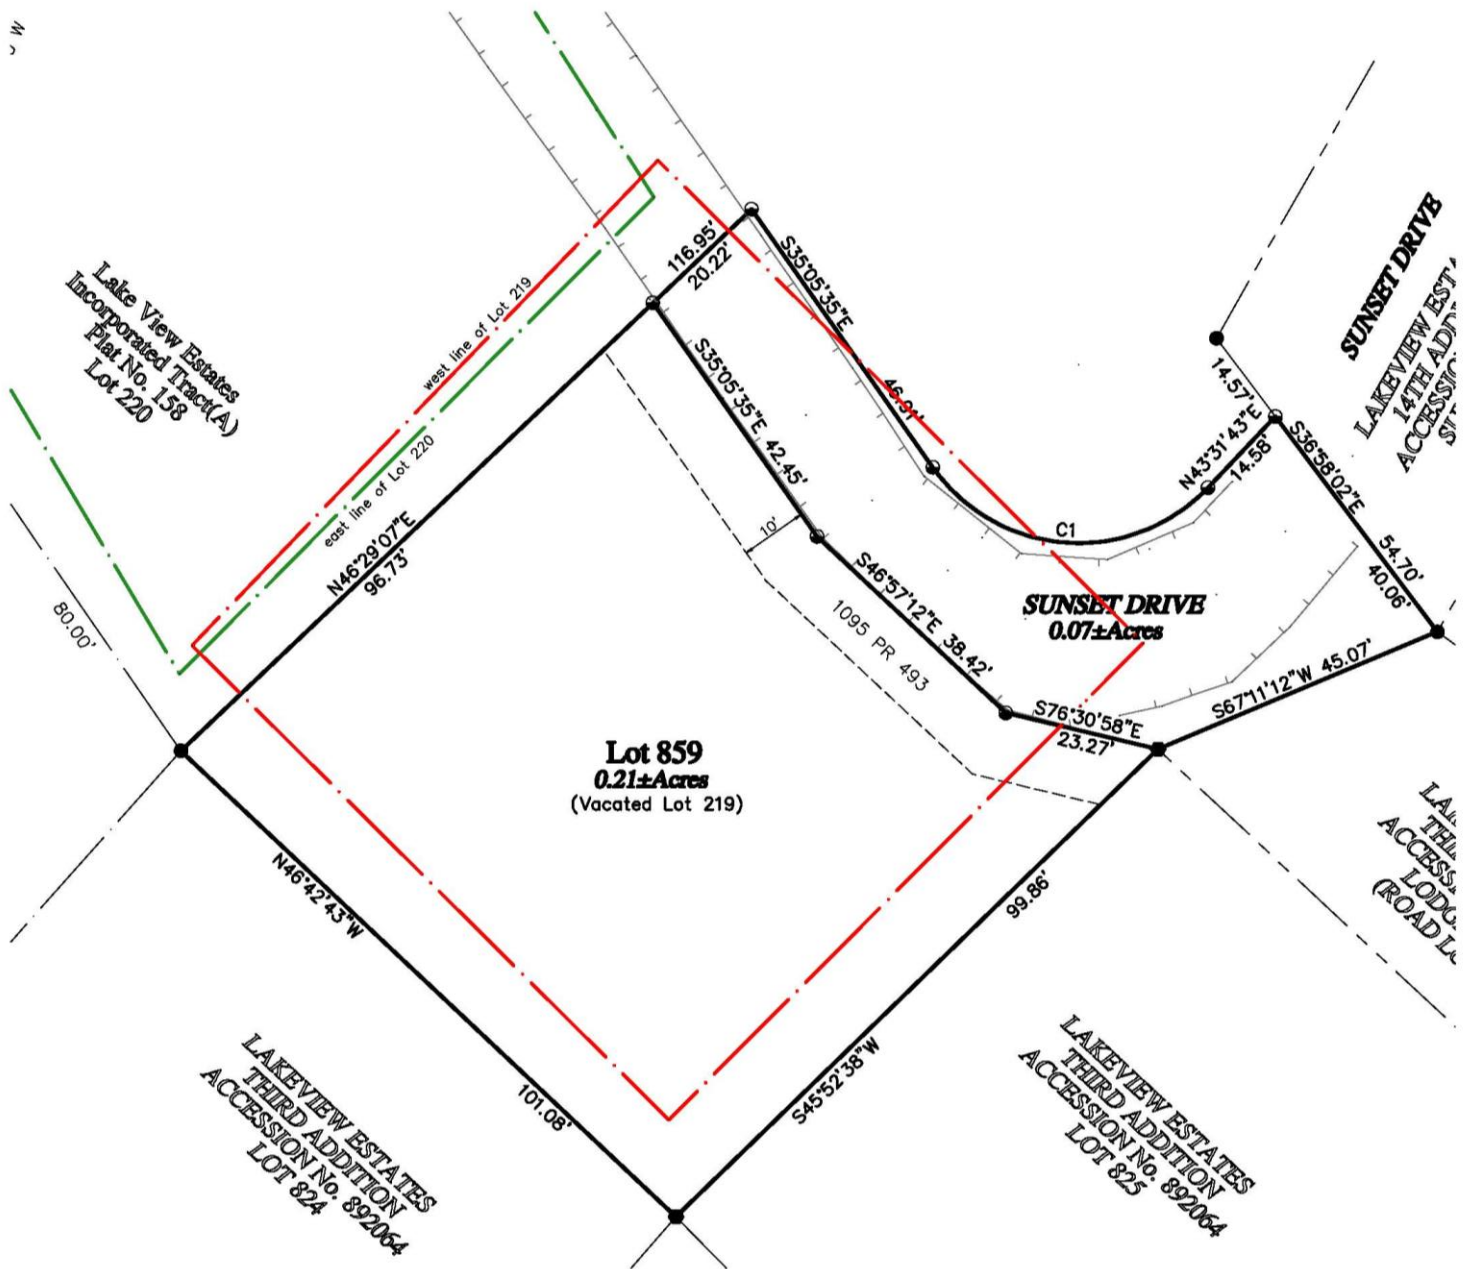 Lake View Estates
Incorporated Tract(A)
Plat No. 158
Lot 220
west line of Lot 219
east line of Lot 220
116.95'
20.22'
S35°05'35"E
46.91'
S35°05'35"E 42.45'
N46°29'07"E
96.73'
80.00'
10'
1095 PR 493
S46°57'12"E 38.42'
C1
SUNSET DRIVE
0.07±Acres
14.57'
N43°31'43"E
14.58'
S36°58'02"E
54.70'
40.06'
S67°11'12"W 45.07'
S76°30'58"E
23.27'
SUNSET DRIVE
LAKEVIEW
14TH
Lot 859
0.21±Acres
(Vacated Lot 219)
N46°42'43"W
101.08'
99.86'
S45°52'38"W
(ROAD
LAKEVIEW ESTATES
THIRD ADDITION
ACCESSION No. 892064
LOT 824
LAKEVIEW ESTATES
THIRD ADDITION
ACCESSION No. 892064
LOT 825